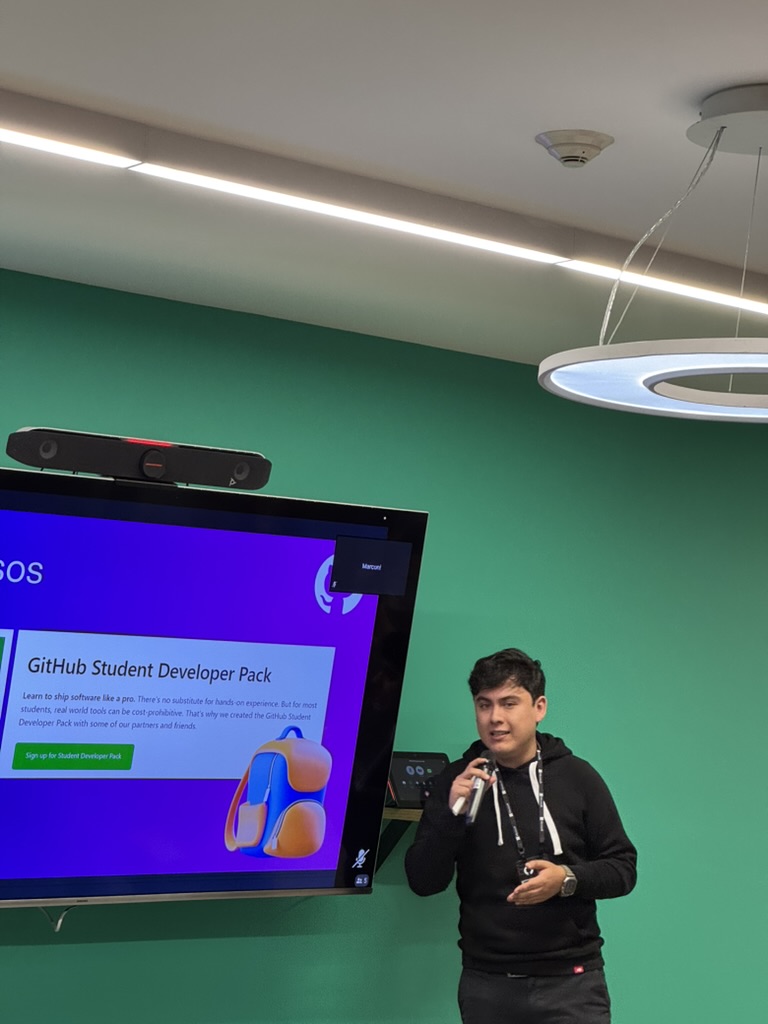 sos
Marconi
GitHub Student Developer Pack
Learn to ship software like a pro. There's no substitute for hands-on experience. But for most
students, real world tools can be cost-prohibitive. That's why we created the GitHub Student
Developer Pack with some of our partners and friends.
Sign up for Student Developer Pack